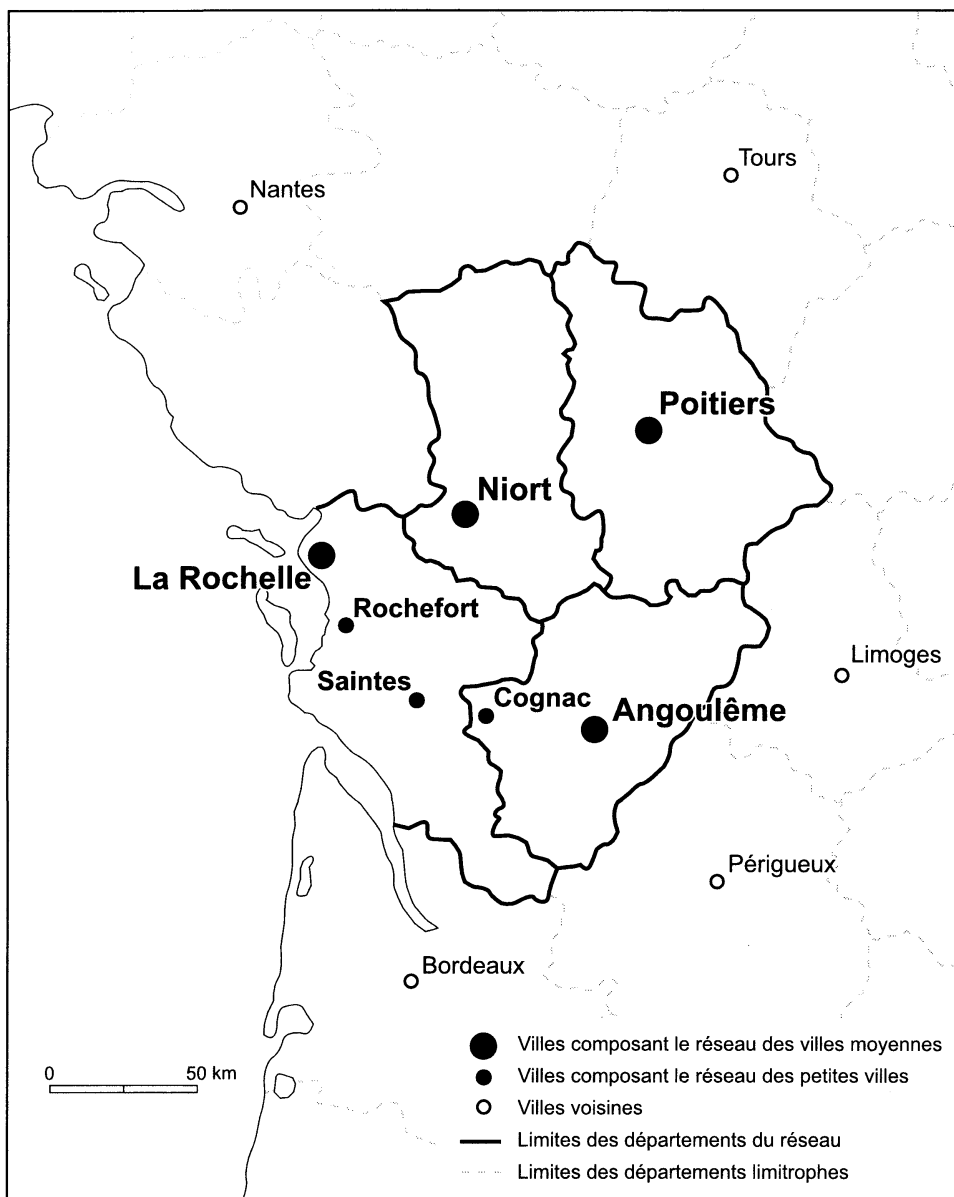 Tours
Nantes
Poitiers
Niort
La Rochelle
Rochefort
Limoges
Saintes
Cognac
Angoulême
Périgueux
Bordeaux
Villes composant le réseau des villes moyennes
0 50 km
Villes composant le réseau des petites villes
Villes voisines
Limites des départements du réseau
Limites des départements limitrophes